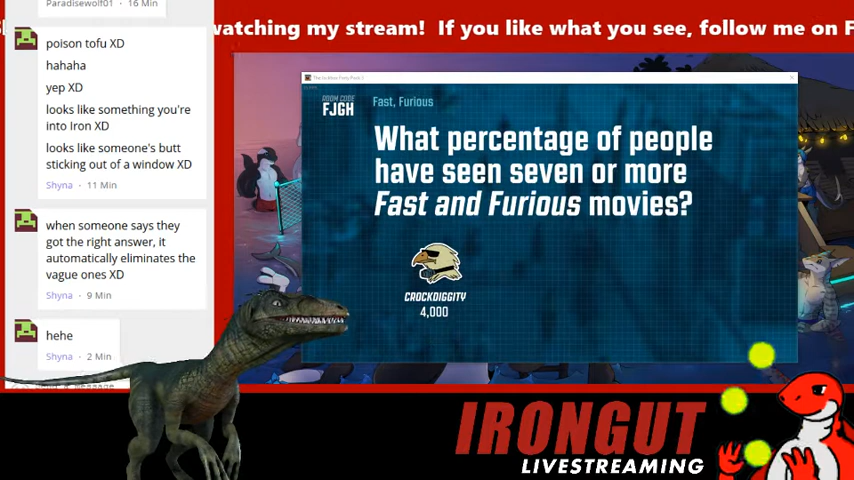 Paradisewolf01 • 16 Min
poison tofu XD
hahaha
yep XD
looks like something you're
into Iron XD
looks like someone's butt
sticking out of a window XD
Shyna • 11 Min
when someone says they
got the right answer, it
automatically eliminates the
vague ones XD
Shyna • 9 Min
hehe
Shyna • 2 Min
watching my stream! If you like what you see, follow me on F
ROOM CODE
FJGH
Fast, Furious
What percentage of people
have seen seven or more
Fast and Furious movies?
CROCKDIGGITY
4,000
IRONGUT
LIVESTREAMING